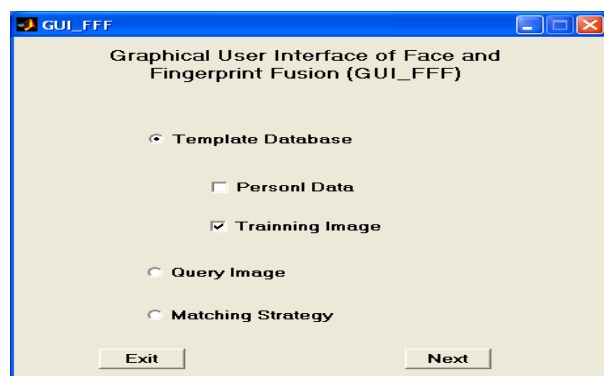 GUI_FFF
Graphical User Interface of Face and
Fingerprint Fusion (GUI_FFF)
Template Database
Personl Data
Trainning Image
Query Image
Matching Strategy
Exit Next